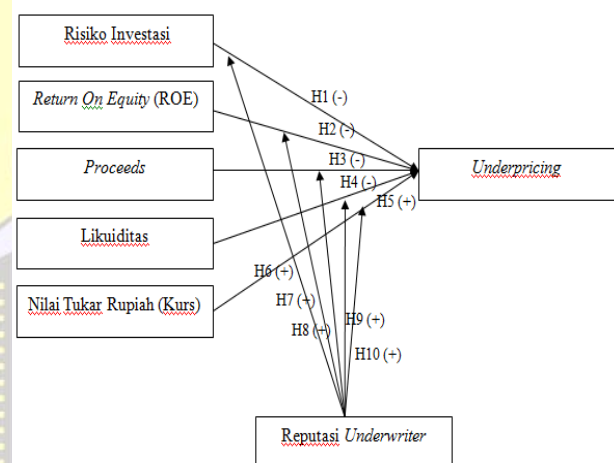 Risiko Investasi
Return On Equity (ROE)
Proceeds
Likuiditas
Nilai Tukar Rupiah (Kurs)
H1 (-)
H2 (-)
H3 (-)
H4 (-)
H5 (+)
Underpricing
H6 (+)
H7 (+)
H8 (+)
H9 (+)
H10 (+)
Reputasi Underwriter